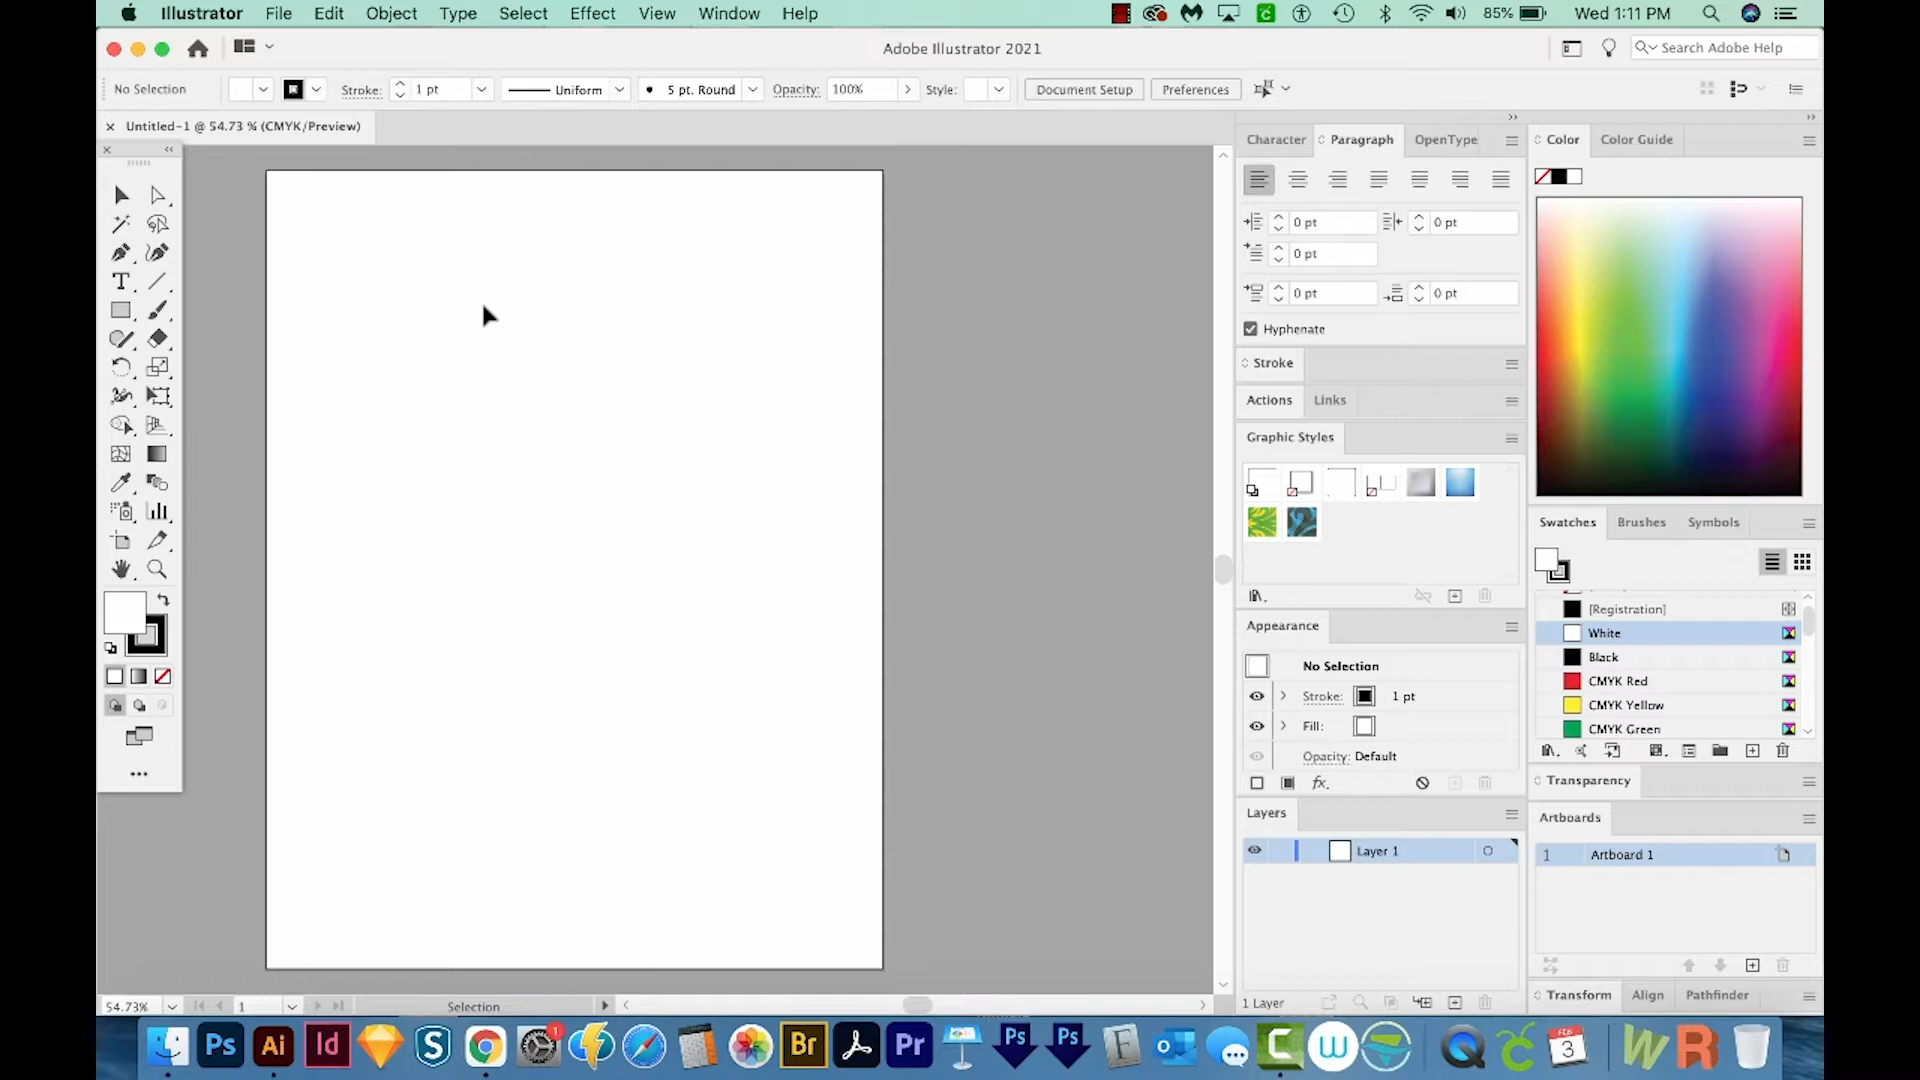 Illustrator File Edit Object Type Select Effect View Window Help 85% Wed 1:11 PM
Adobe Illustrator 2021 Search Adobe Help
No Selection Stroke: 1 pt Uniform 5 pt. Round Opacity: 100% Style: Document Setup Preferences
Untitled-1 @ 54.73 % (CMYK/Preview)
Character Paragraph OpenType
0 pt 0 pt
0 pt
0 pt 0 pt
Hyphenate
Stroke
Actions Links
Graphic Styles
Appearance
No Selection
Stroke: 1 pt
Fill:
Opacity: Default
fx
Layers
Layer 1
1 Layer
Color Color Guide
Swatches Brushes Symbols
[Registration]
White
Black
CMYK Red
CMYK Yellow
CMYK Green
Transparency
Artboards
1 Artboard 1
Transform Align Pathfinder
54.73% 1 Selection
Ps Ai Id S 1 Br Pr Ps Ps F C W Q FEB 3 W R